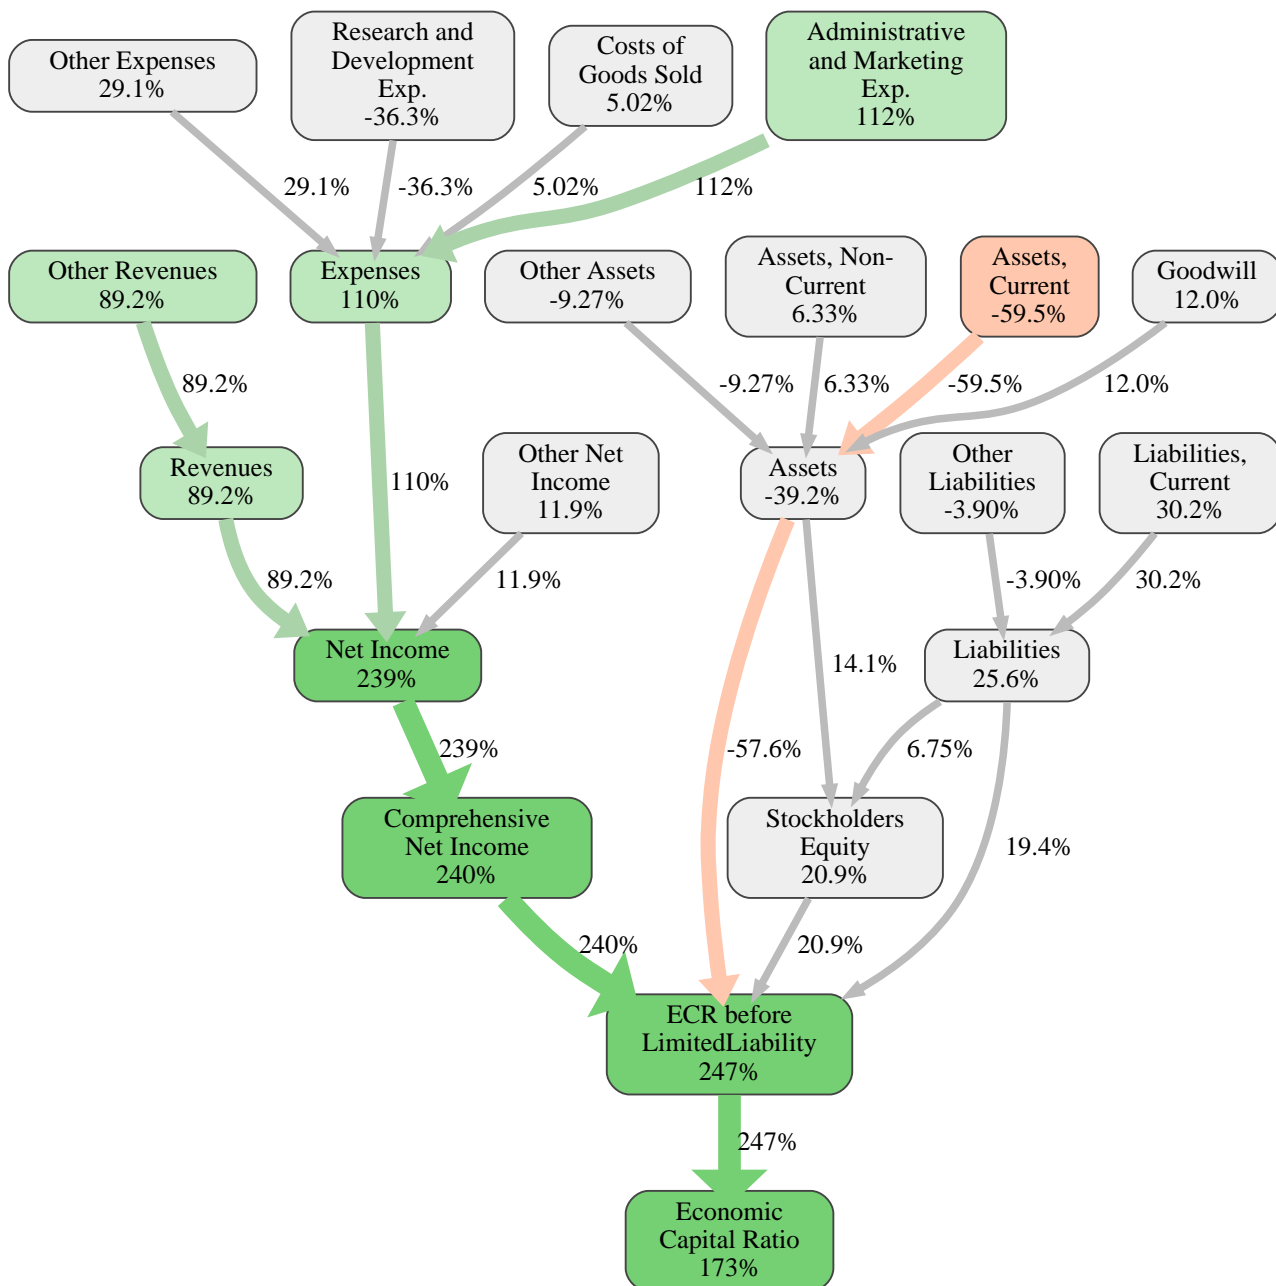 Other Expenses
29.1%
Research and
Development
Exp.
-36.3%
Costs of
Goods Sold
5.02%
Administrative
and Marketing
Exp.
112%
29.1%
-36.3%
5.02%
112%
Other Revenues
89.2%
Expenses
110%
Other Assets
-9.27%
Assets, Non-
Current
6.33%
Assets,
Current
-59.5%
Goodwill
12.0%
89.2%
-9.27%
6.33%
-59.5%
12.0%
Revenues
89.2%
110%
Other Net
Income
11.9%
Assets
-39.2%
Other
Liabilities
-3.90%
Liabilities,
Current
30.2%
89.2%
11.9%
-3.90%
30.2%
Net Income
239%
14.1%
Liabilities
25.6%
239%
-57.6%
6.75%
Comprehensive
Net Income
240%
Stockholders
Equity
20.9%
19.4%
240%
20.9%
ECR before
LimitedLiability
247%
247%
Economic
Capital Ratio
173%